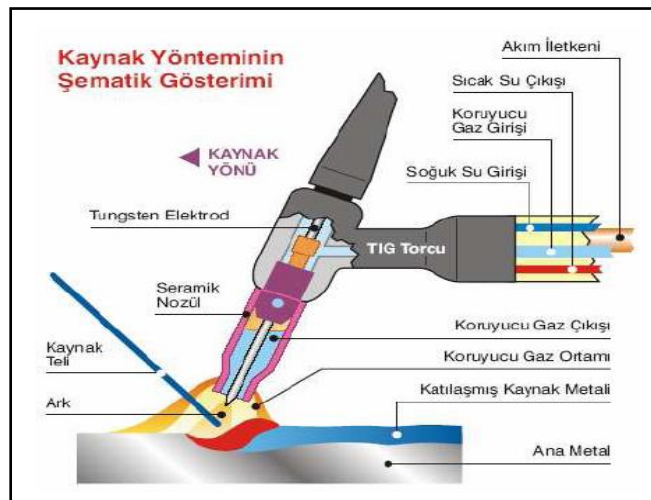 Kaynak Yönteminin
Şematik Gösterimi
Akım İletkeni
Sıcak Su Çıkışı
Koruyucu
Gaz Girişi
Soğuk Su Girişi
KAYNAK
YÖNÜ
Tungsten Elektrod
TIG Torcu
Seramik
Nozül
Koruyucu Gaz Çıkışı
Kaynak
Teli
Koruyucu Gaz Ortamı
Ark
Katılaşmış Kaynak Metali
Ana Metal